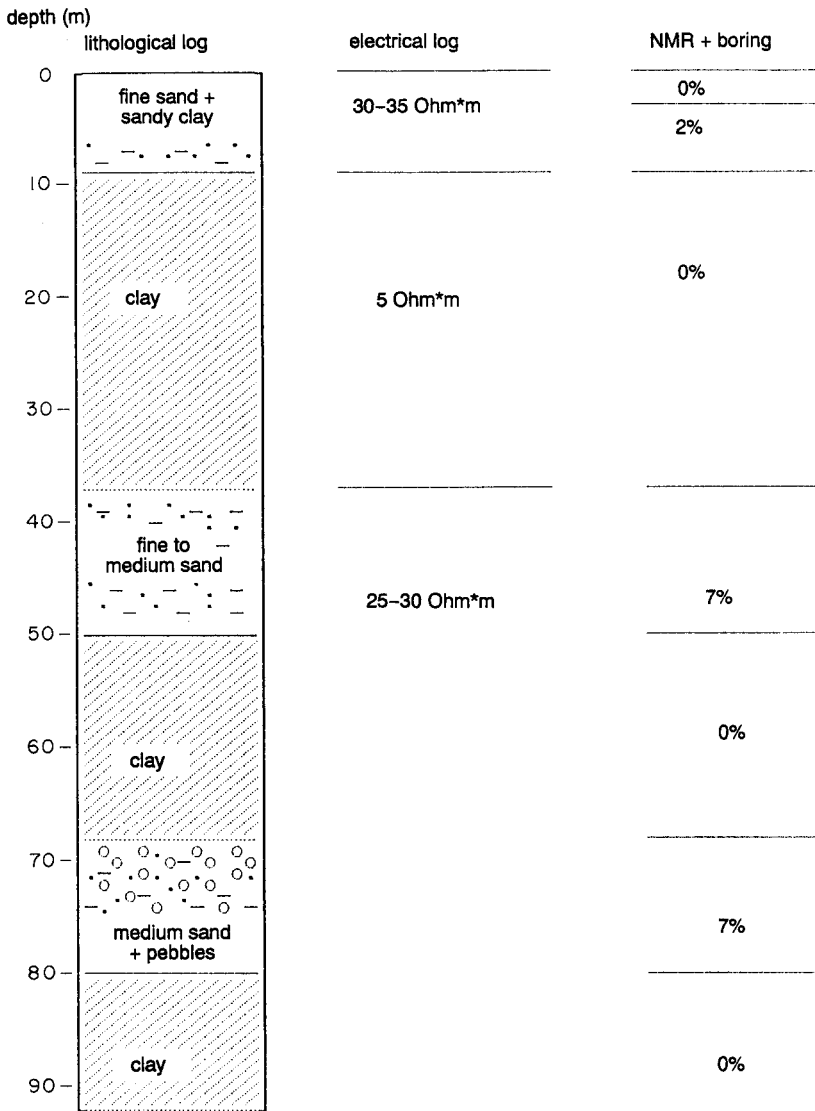 depth (m)
lithological log electrical log NMR + boring
0
fine sand +
sandy clay
30–35 Ohm*m
0%
2%
10
clay
20
5 Ohm*m
0%
30
40
fine to
medium sand
25–30 Ohm*m
7%
50
60
clay
0%
70
medium sand
+ pebbles
7%
80
clay
0%
90